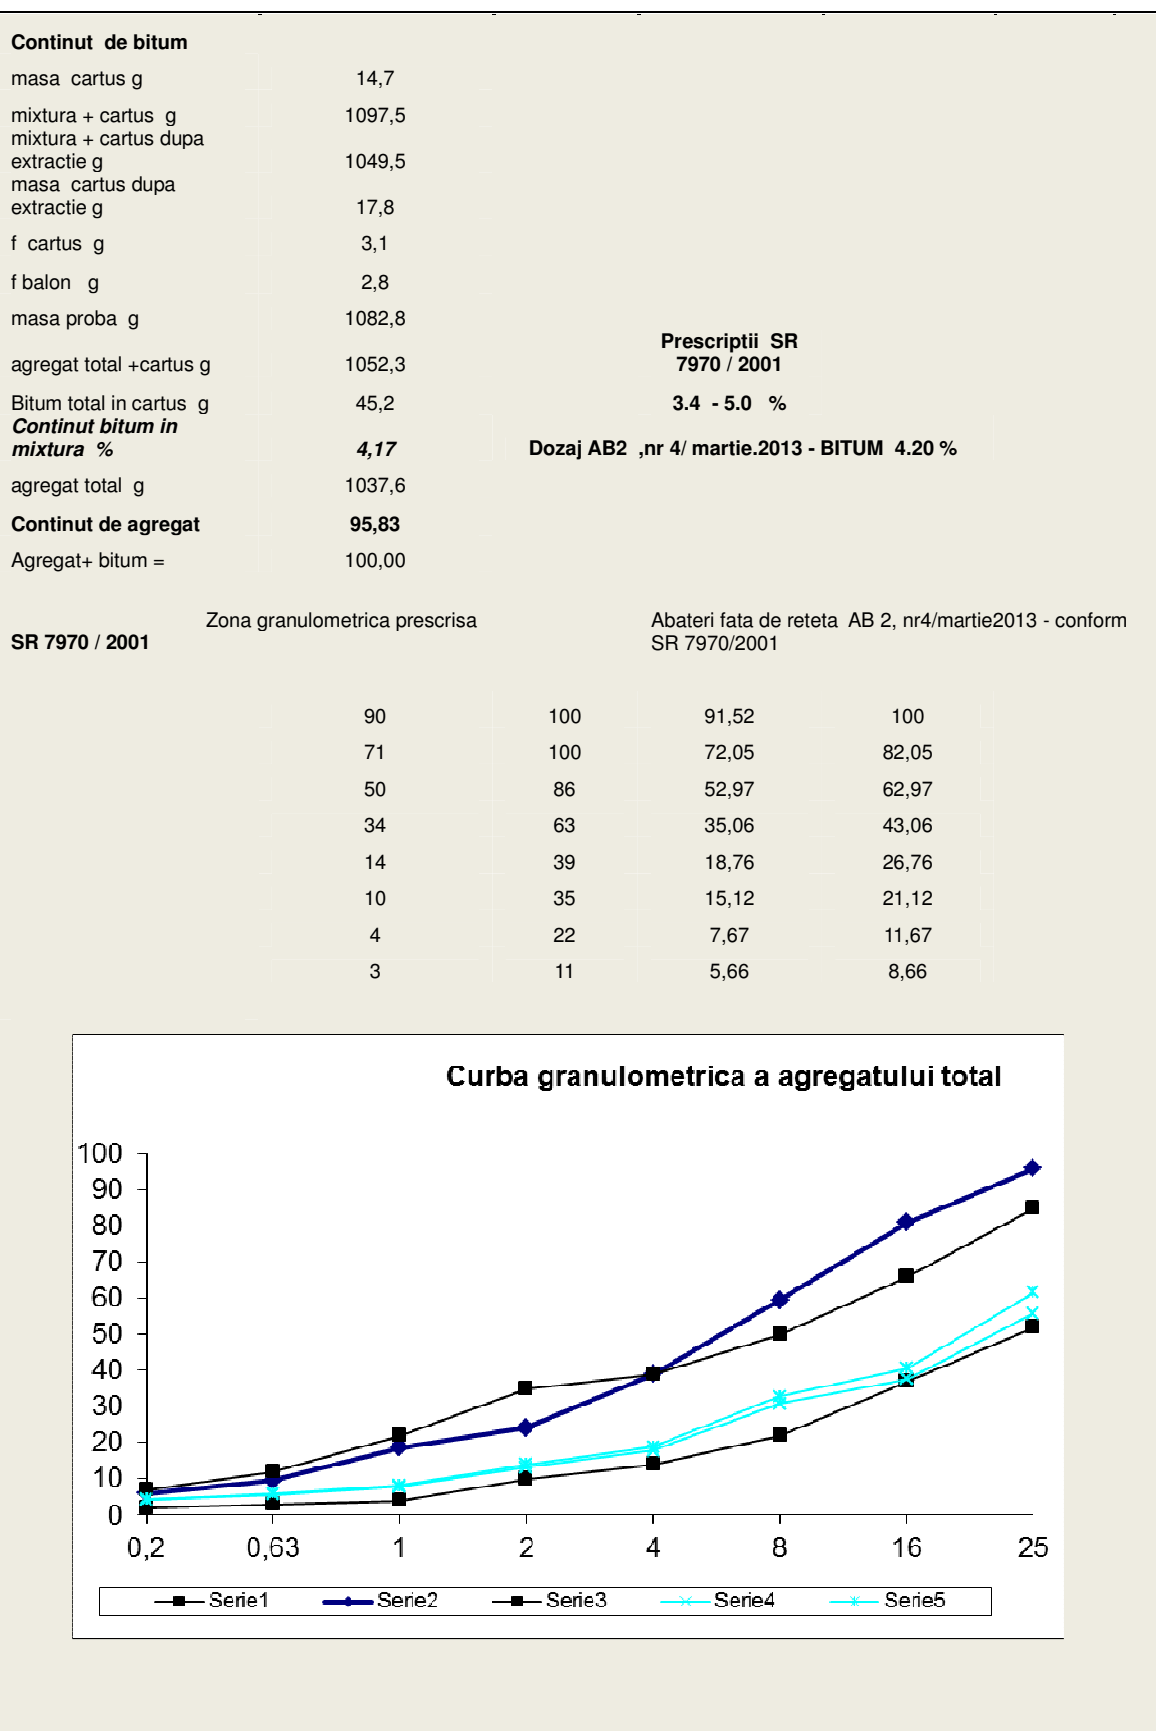 Continut de bitum
masa cartus g 14,7
mixtura + cartus g 1097,5
mixtura + cartus dupa
extractie g 1049,5
masa cartus dupa
extractie g 17,8
f cartus g 3,1
f balon g 2,8
masa proba g 1082,8
Prescriptii SR
agregat total +cartus g 1052,3 7970 / 2001
Bitum total in cartus g 45,2 3.4 - 5.0 %
Continut bitum in
mixtura % 4,17 Dozaj AB2 ,nr 4/ martie.2013 - BITUM 4.20 %
agregat total g 1037,6
Continut de agregat 95,83
Agregat+ bitum = 100,00
Zona granulometrica prescrisa Abateri fata de reteta AB 2, nr4/martie2013 - conform
SR 7970 / 2001 SR 7970/2001
90 100 91,52 100
71 100 72,05 82,05
50 86 52,97 62,97
34 63 35,06 43,06
14 39 18,76 26,76
10 35 15,12 21,12
4 22 7,67 11,67
3 11 5,66 8,66
Curba granulometrica a agregatului total
100
90
80
70
60
50
40
30
20
10
0
0,2 0,63 1 2 4 8 16 25
Serie1 Serie2 Serie3 Serie4 Serie5